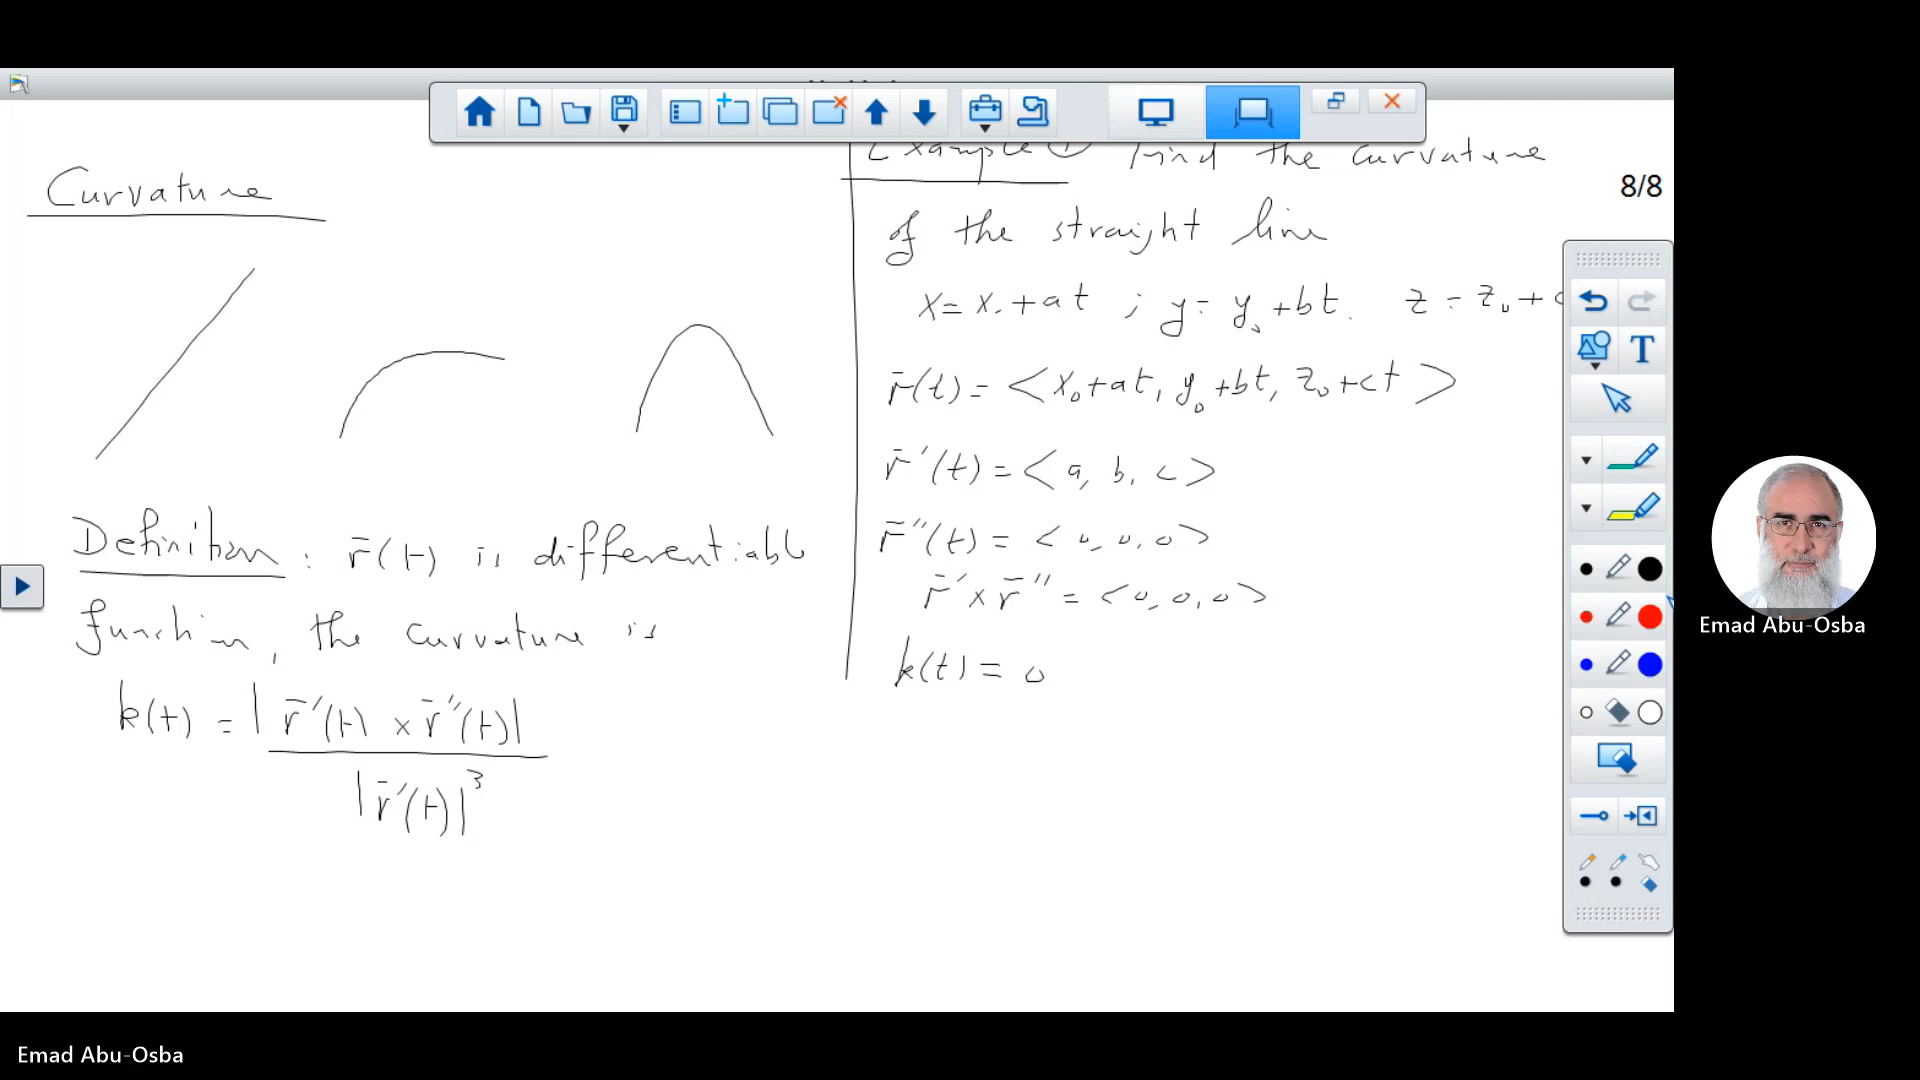 Curvature
Definition : r̄(t) is differentiable
function, the curvature is
k(t) = | r̄′(t) × r̄″(t)|
|r̄′(t)|³
Example ① Find the curvature
8/8
of the straight line
x = x₀ + at ; y = y₀ + bt . z = z₀ + c
r̄(t) = < x₀ + at, y₀ + bt, z₀ + ct >
r̄′(t) = < a, b, c >
r̄″(t) = < 0, 0, 0 >
r̄′ × r̄″ = < 0, 0, 0 >
k(t) = 0
T
Emad Abu-Osba
Emad Abu-Osba